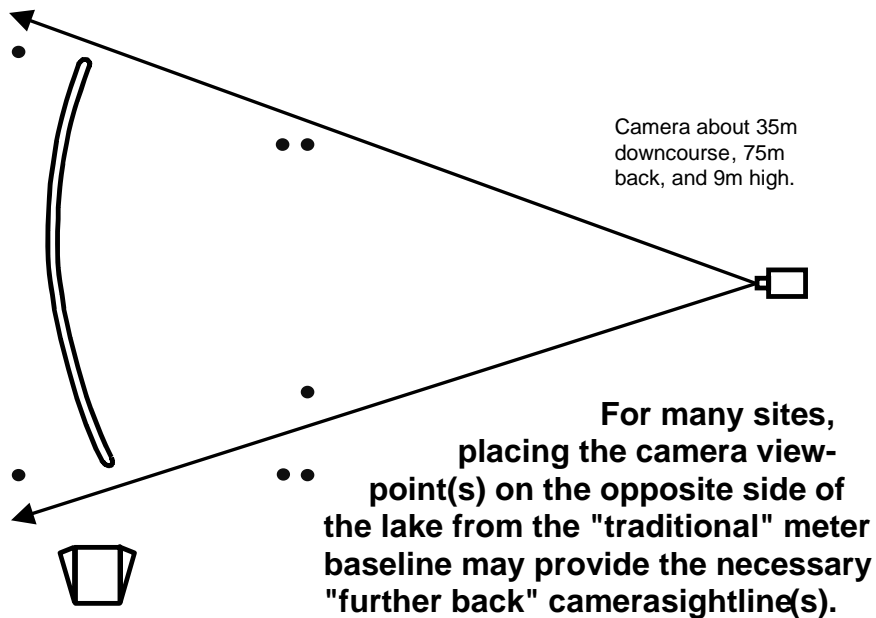 Camera about 35m
downcourse, 75m
back, and 9m high.
For many sites,
placing the camera view-
point(s) on the opposite side of
the lake from the "traditional" meter
baseline may provide the necessary
"further back" camerasightline(s).